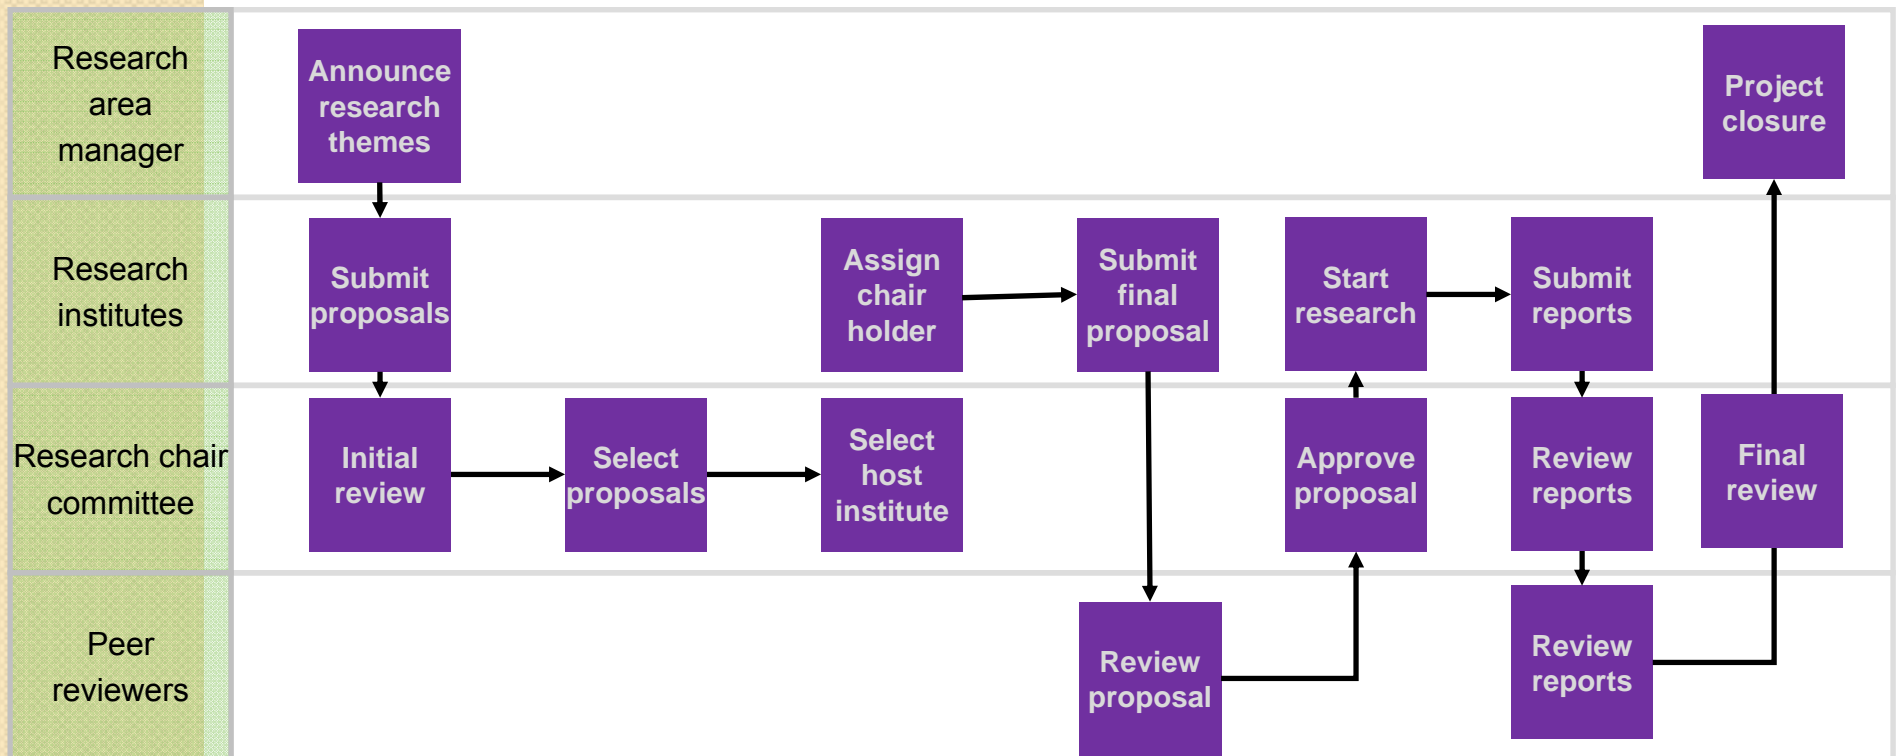 Research
area
manager
Announce
research
themes
Project
closure
Research
institutes
Submit
proposals
Assign
chair
holder
Submit
final
proposal
Start
research
Submit
reports
Research chair
committee
Initial
review
Select
proposals
Select
host
institute
Approve
proposal
Review
reports
Final
review
Peer
reviewers
Review
proposal
Review
reports